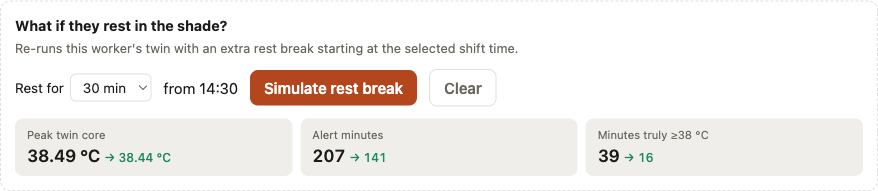 What if they rest in the shade?
Re-runs this worker's twin with an extra rest break starting at the selected shift time.
Rest for 30 min from 14:30 Simulate rest break Clear
Peak twin core Alert minutes Minutes truly ≥38 °C
38.49 °C → 38.44 °C 207 → 141 39 → 16